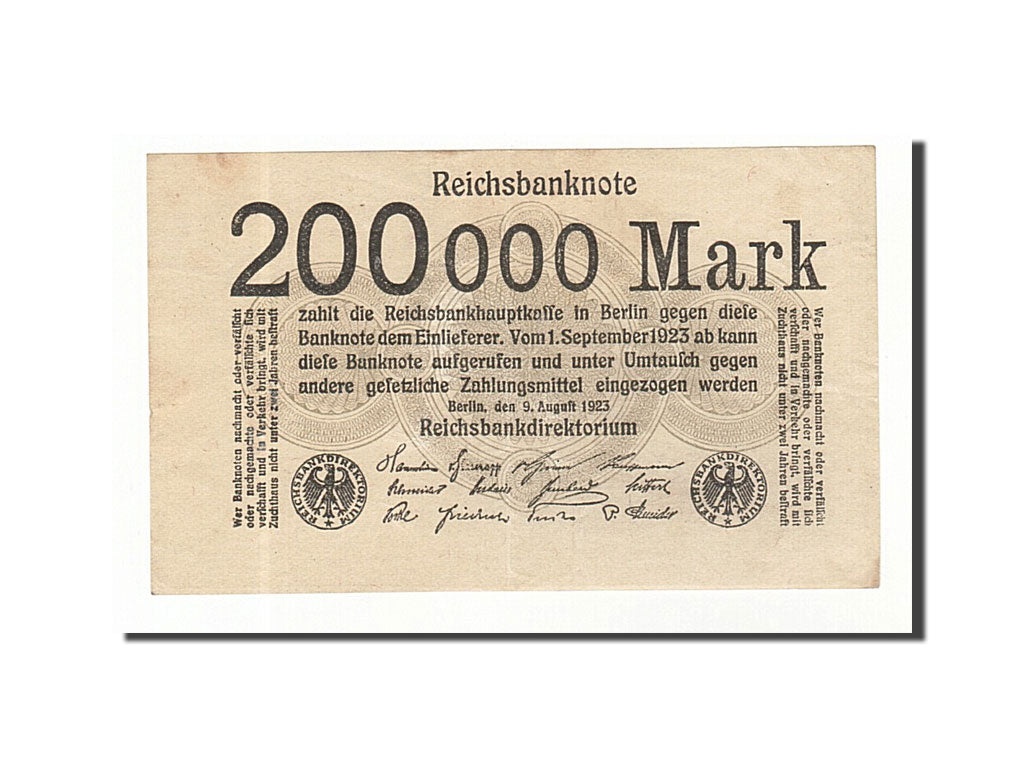 Reichsbanknote
200000 Mark
zahlt die Reichsbankhauptkaſſe in Berlin gegen dieſe
Banknote dem Einlieferer. Vom 1. September 1923 ab kann
dieſe Banknote aufgerufen und unter Umtauſch gegen
andere geſetzliche Zahlungsmittel eingezogen werden
Berlin, den 9. Auguſt 1923
Reichsbankdirektorium
Wer Banknoten nachmacht oder verfälſcht
oder nachgemachte oder verfälſchte ſich
verſchafft und in Verkehr bringt, wird mit
Zuchthaus nicht unter zwei Jahren beſtraft
Wer Banknoten nachmacht oder verfälſcht
oder nachgemachte oder verfälſchte ſich
verſchafft und in Verkehr bringt, wird mit
Zuchthaus nicht unter zwei Jahren beſtraft
REICHSBANKDIREKTORIUM
REICHSBANKDIREKTORIUM